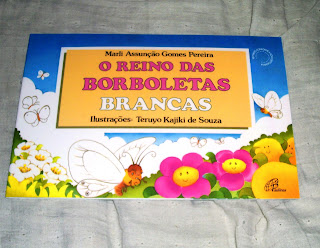 Marli Assunção Gomes Pereira
O REINO DAS
BORBOLETAS
BRANCAS
Ilustrações- Teruyo Kajiki de Souza